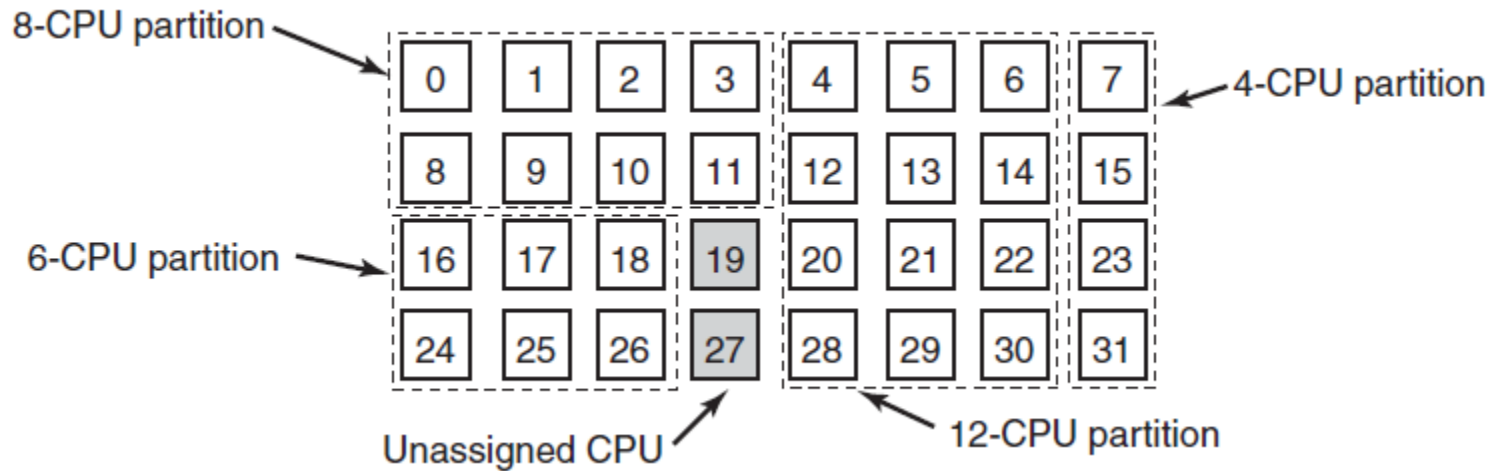 8-CPU partition
0 1 2 3 4 5 6 7
4-CPU partition
8 9 10 11 12 13 14 15
6-CPU partition
16 17 18 19 20 21 22 23
24 25 26 27 28 29 30 31
Unassigned CPU
12-CPU partition